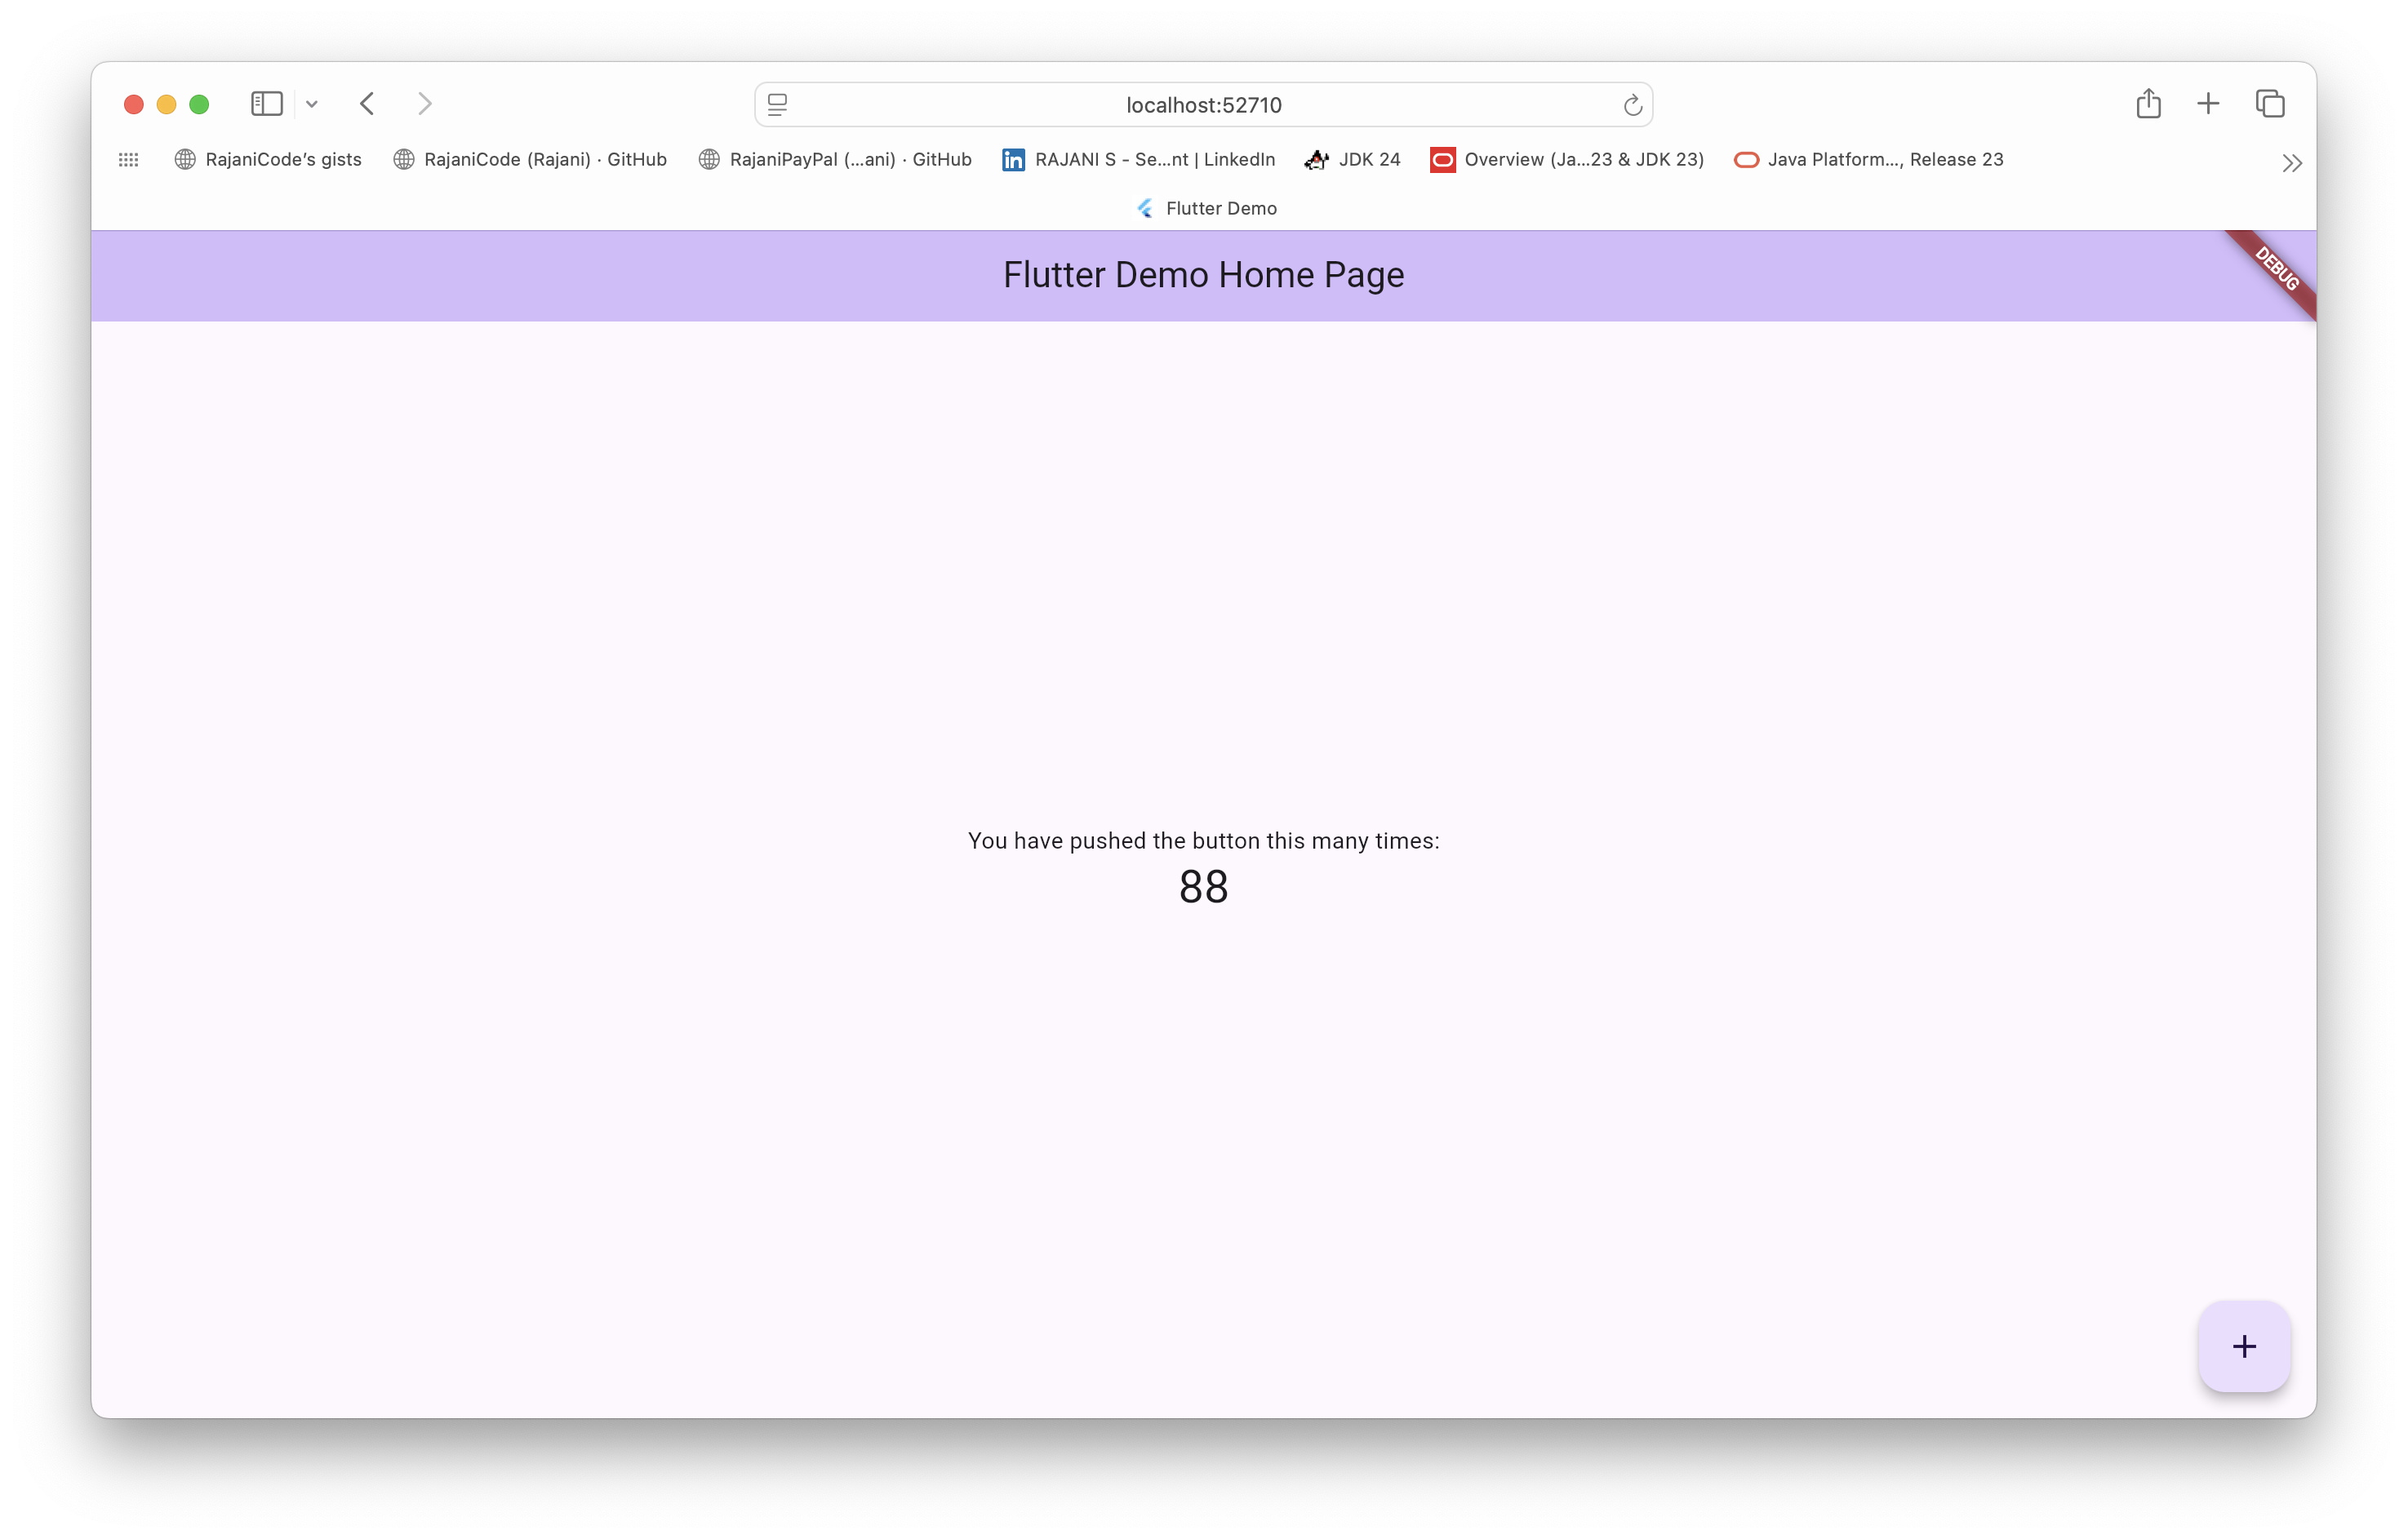 localhost:52710
RajaniCode’s gists RajaniCode (Rajani) · GitHub RajaniPayPal (...ani) · GitHub in RAJANI S - Se...nt | LinkedIn JDK 24 Overview (Ja...23 & JDK 23) Java Platform..., Release 23
Flutter Demo
Flutter Demo Home Page
DEBUG
You have pushed the button this many times:
88